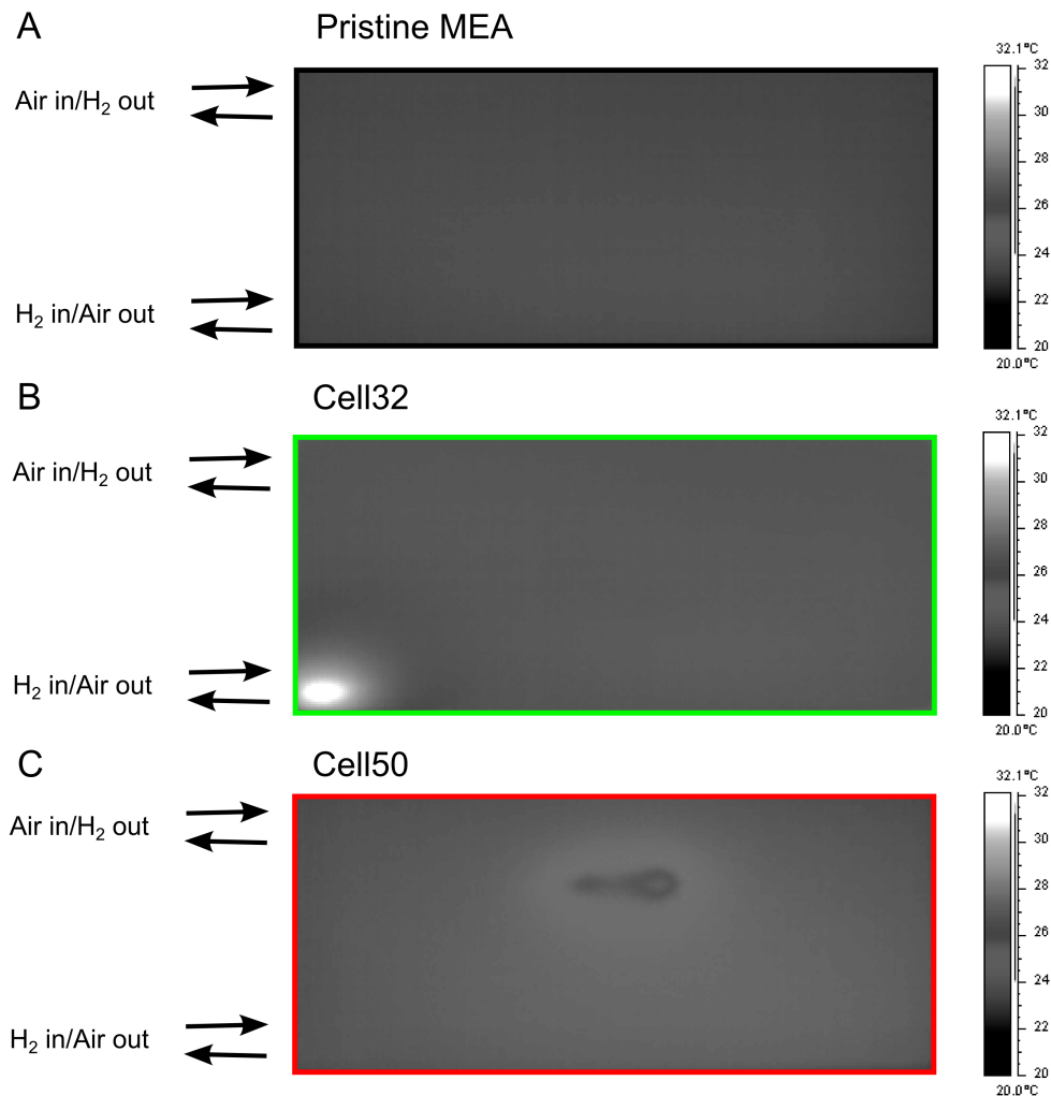 A
Pristine MEA
Air in/H₂ out
H₂ in/Air out
32.1°C
32
30
28
26
24
22
20
20.0°C
B
Cell32
Air in/H₂ out
H₂ in/Air out
32.1°C
32
30
28
26
24
22
20
20.0°C
C
Cell50
Air in/H₂ out
H₂ in/Air out
32.1°C
32
30
28
26
24
22
20
20.0°C